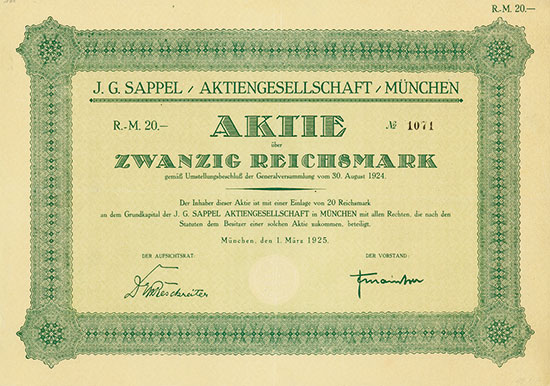 R.-M. 20.—
J. G. SAPPEL / AKTIENGESELLSCHAFT / MÜNCHEN
R.-M. 20.— AKTIE № 1071
über
ZWANZIG REICHSMARK
gemäß Umstellungsbeschluß der Generalversammlung vom 30. August 1924.
Der Inhaber dieser Aktie ist mit einer Einlage von 20 Reichsmark
an dem Grundkapital der J. G. SAPPEL AKTIENGESELLSCHAFT in MÜNCHEN mit allen Rechten, die nach den
Statuten dem Besitzer einer solchen Aktie zukommen, beteiligt.
München, den 1. März 1925.
DER AUFSICHTSRAT: DER VORSTAND: